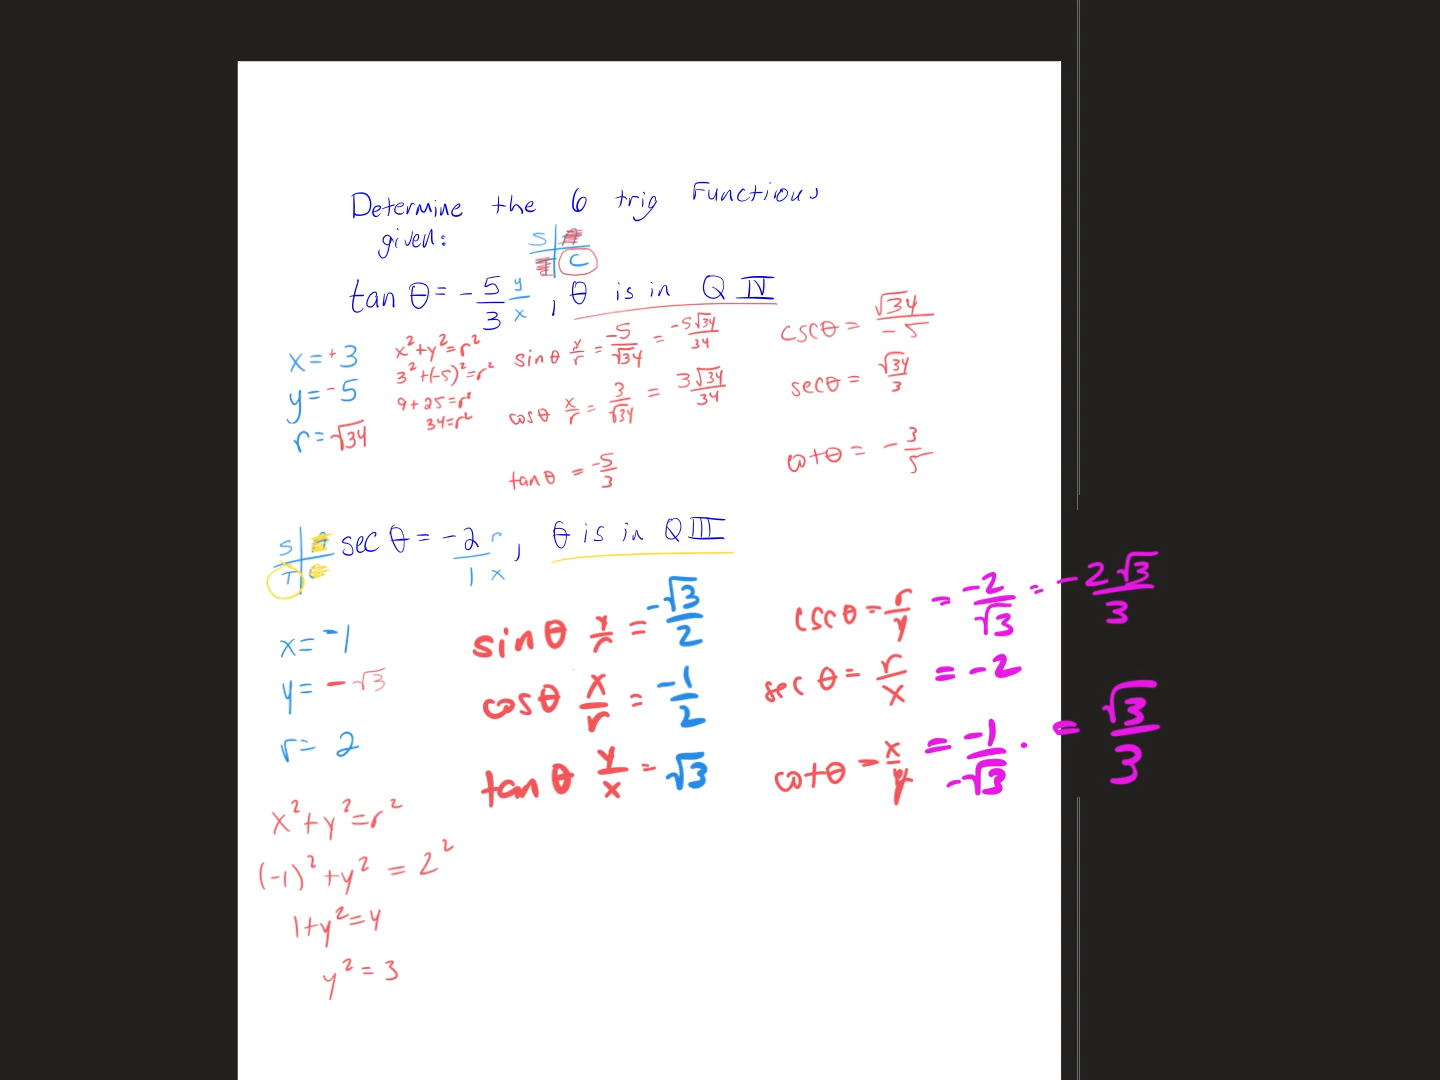 Determine the 6 trig Functions
given:
S A
T C
tan θ = -5/3 y/x , θ is in Q IV
x = +3
y = -5
r = √34
x² + y² = r²
3² + (-5)² = r²
9 + 25 = r²
34 = r²
sin θ y/r = -5/√34 = -5√34/34
cos θ x/r = 3/√34 = 3√34/34
tan θ = -5/3
csc θ = √34/-5
sec θ = √34/3
cot θ = -3/5
S A
T C
sec θ = -2/1 r/x , θ is in Q III
x = -1
y = -√3
r = 2
x² + y² = r²
(-1)² + y² = 2²
1 + y² = 4
y² = 3
sin θ y/r = -√3/2
cos θ x/r = -1/2
tan θ y/x = √3
csc θ = r/y = -2/√3 = -2√3/3
sec θ = r/x = -2
cot θ = x/y = -1/-√3 · = √3/3